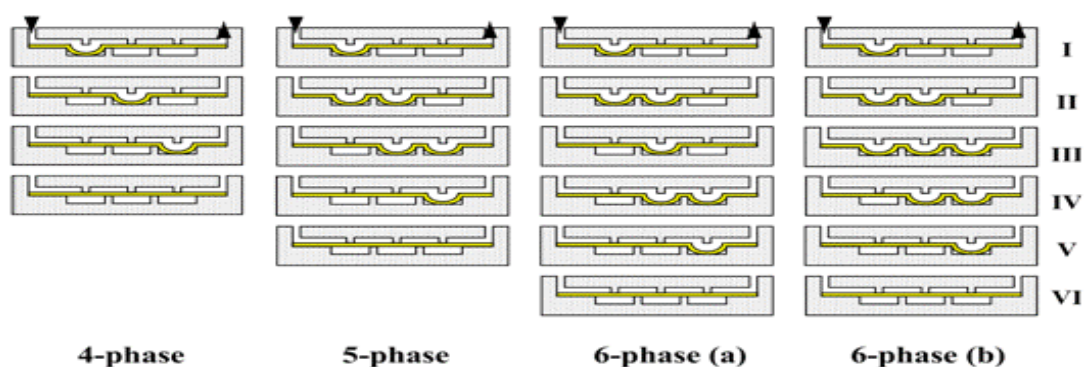 I
II
III
IV
V
VI
4-phase 5-phase 6-phase (a) 6-phase (b)